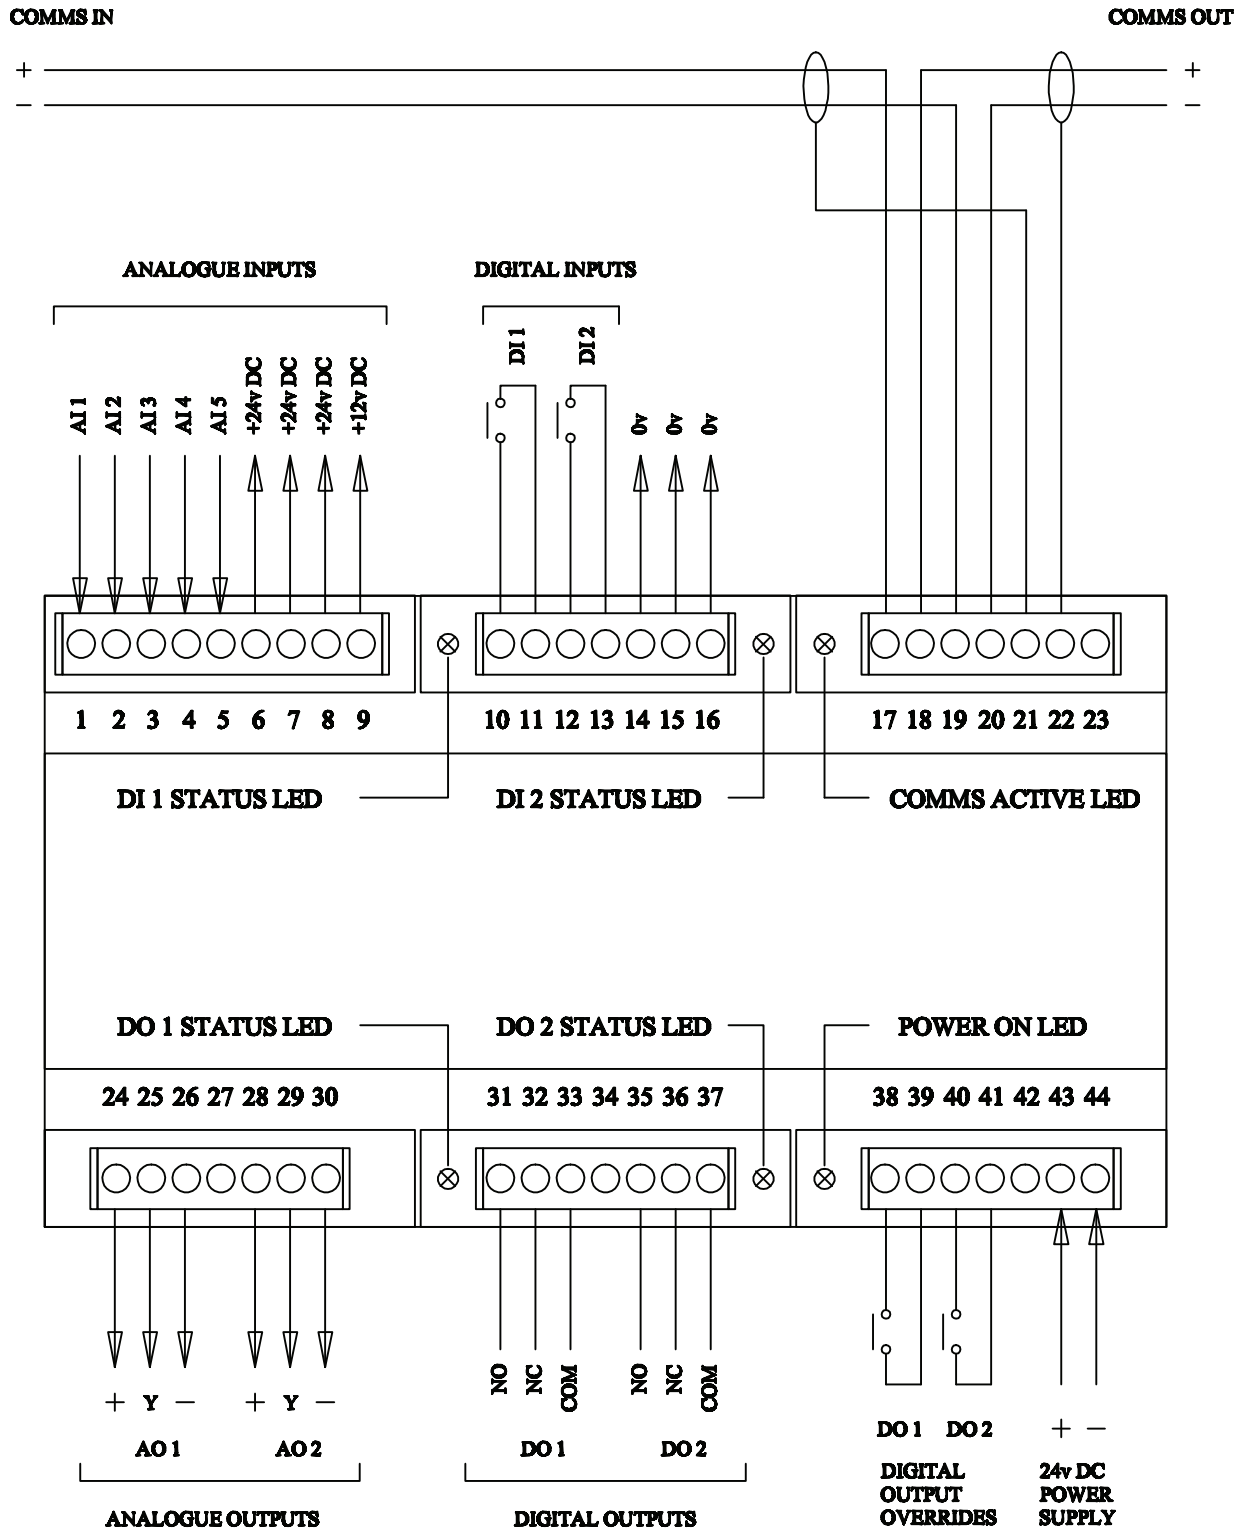 COMMS IN
COMMS OUT
+
+
−
−
ANALOGUE INPUTS
DIGITAL INPUTS
AI 1
AI 2
AI 3
AI 4
AI 5
+24v DC
+24v DC
+24v DC
+12v DC
DI 1
DI 2
0v
0v
0v
1 2 3 4 5 6 7 8 9
10 11 12 13 14 15 16
17 18 19 20 21 22 23
DI 1 STATUS LED
DI 2 STATUS LED
COMMS ACTIVE LED
DO 1 STATUS LED
DO 2 STATUS LED
POWER ON LED
24 25 26 27 28 29 30
31 32 33 34 35 36 37
38 39 40 41 42 43 44
+ Y − + Y −
AO 1
AO 2
ANALOGUE OUTPUTS
NO
NC
COM
NO
NC
COM
DO 1
DO 2
DIGITAL OUTPUTS
DO 1
DO 2
DIGITAL
OUTPUT
OVERRIDES
+ −
24v DC
POWER
SUPPLY